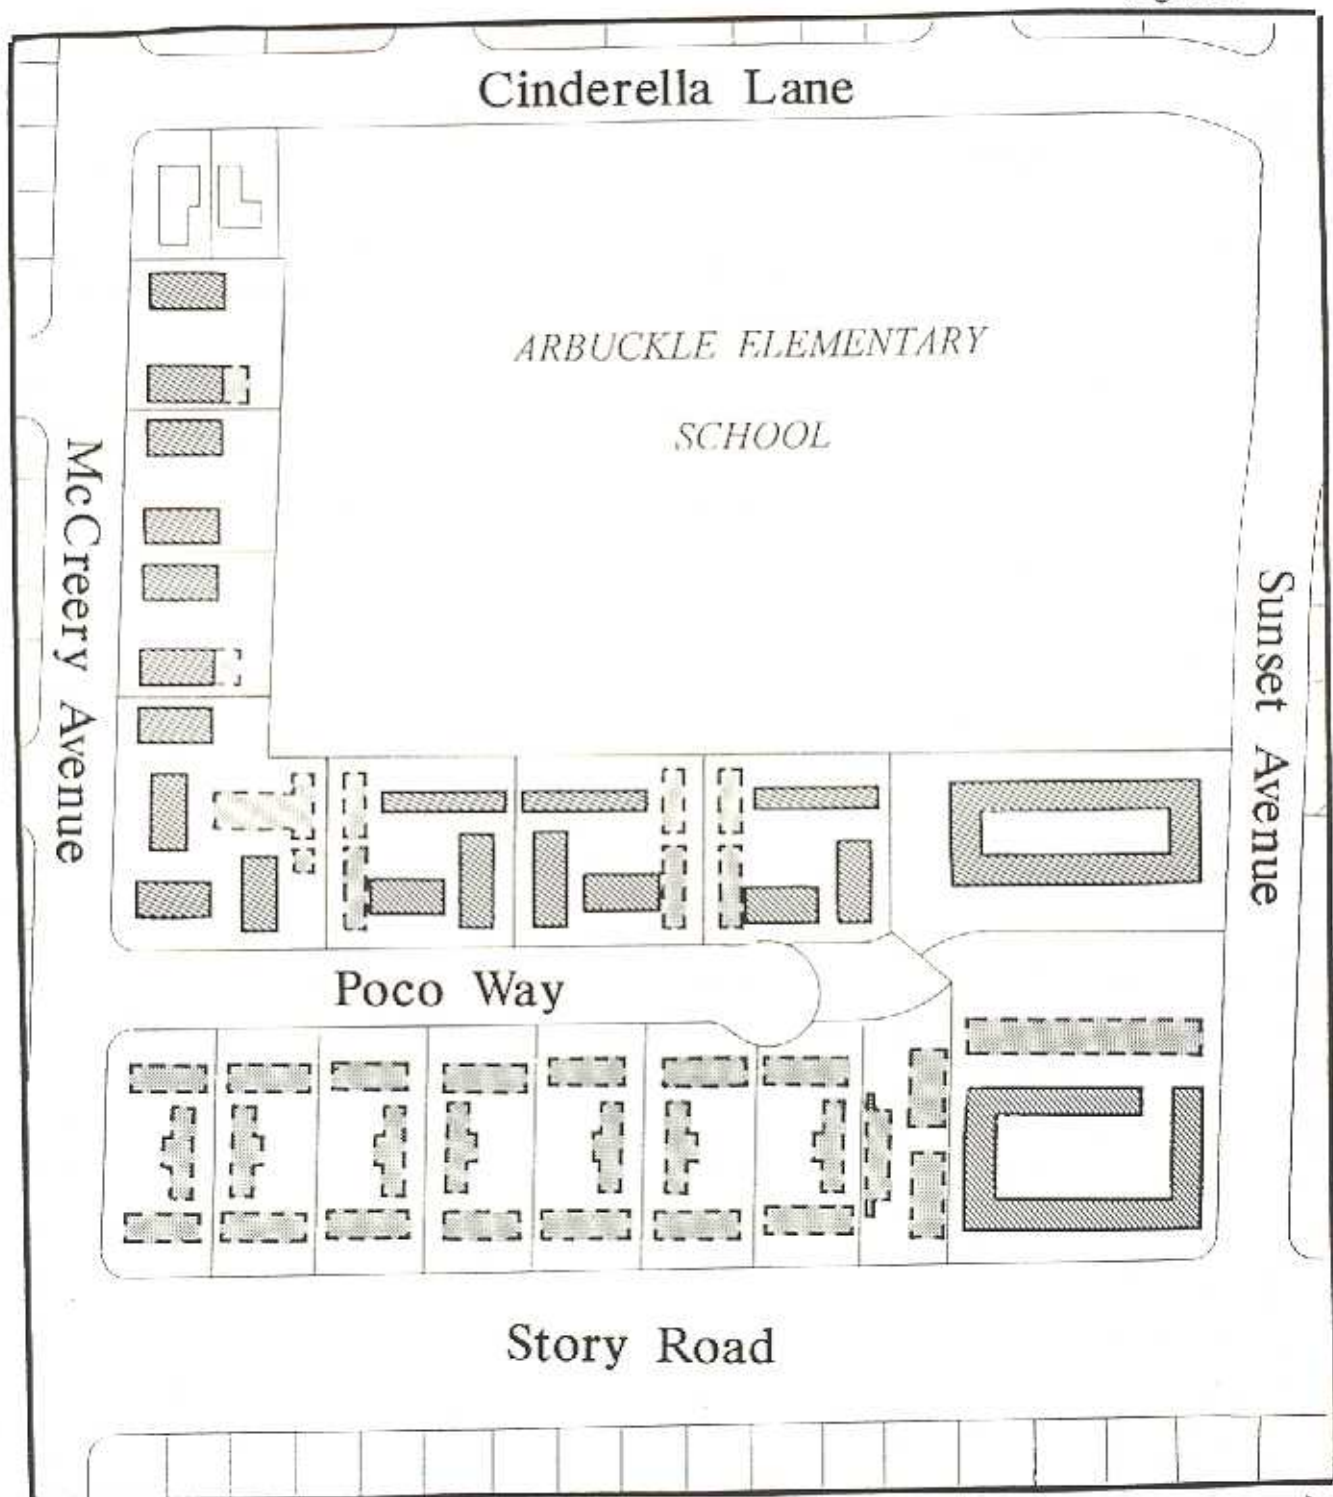 Cinderella Lane
ARBUCKLE ELEMENTARY
SCHOOL
McCreery Avenue
Sunset Avenue
Poco Way
Story Road